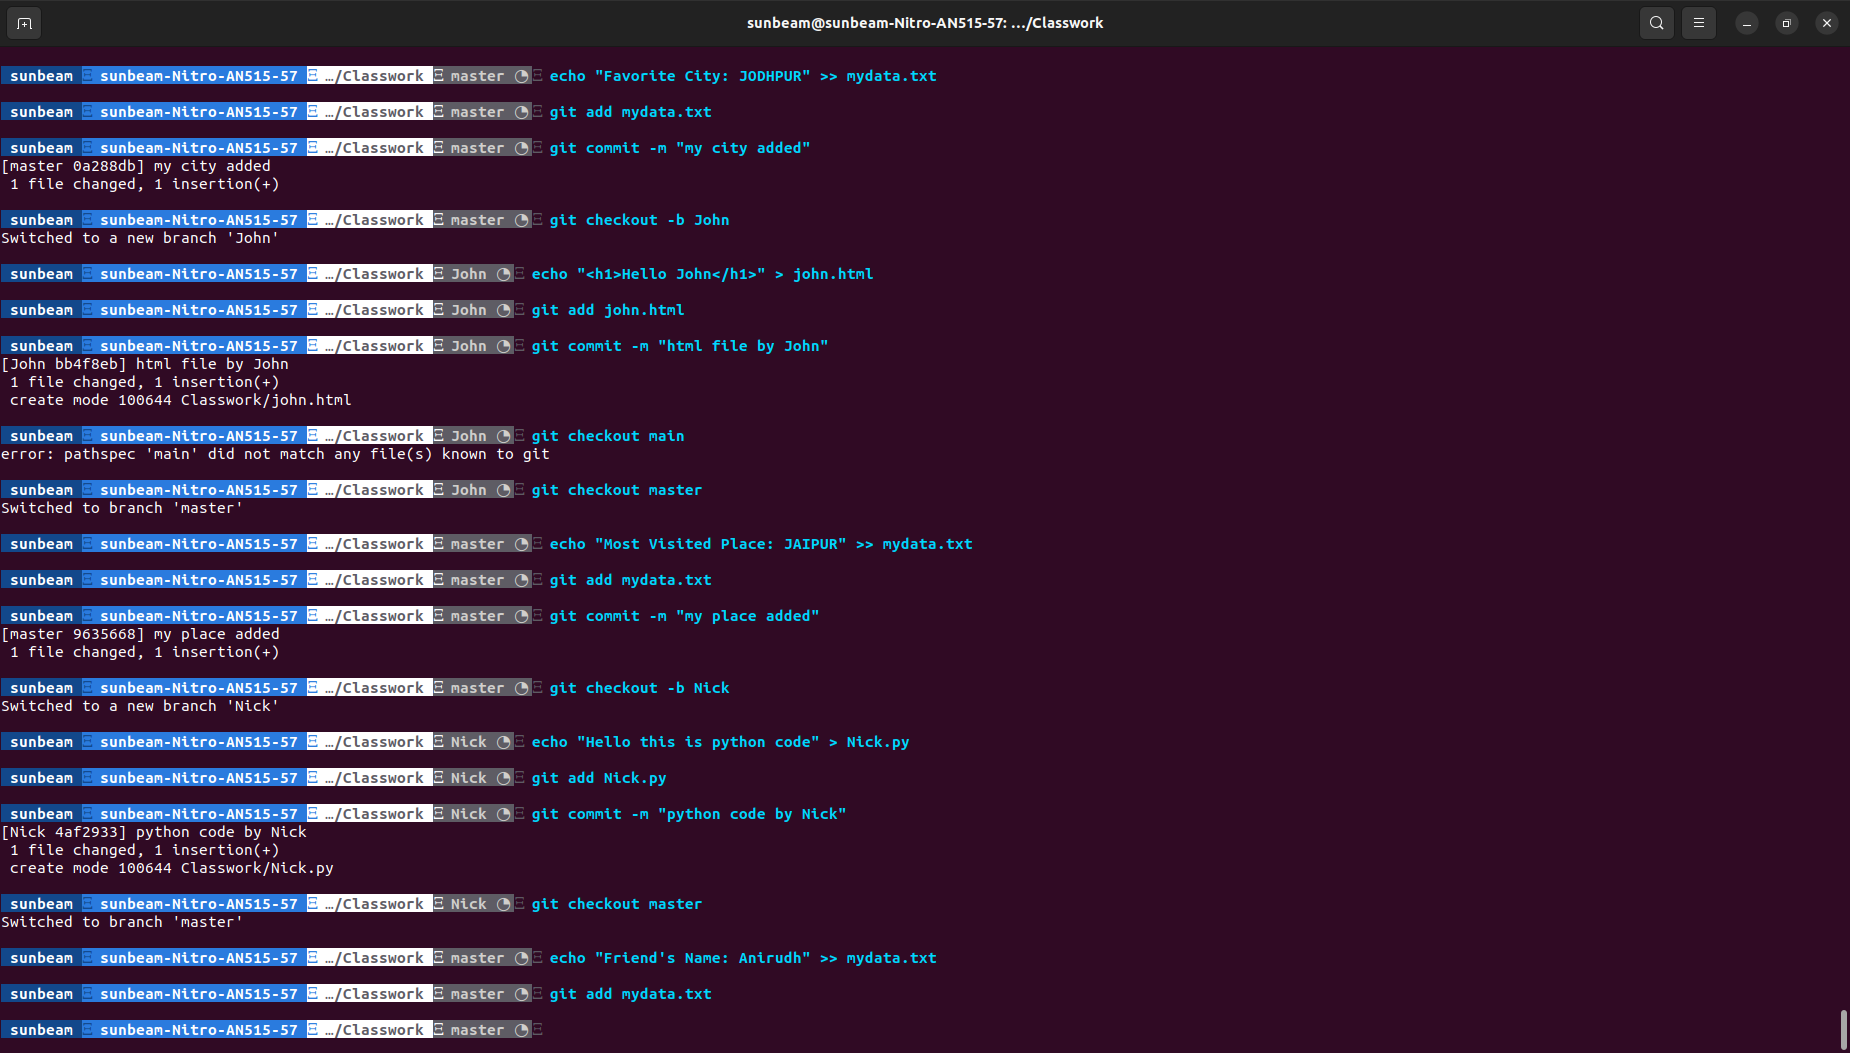 sunbeam@sunbeam-Nitro-AN515-57: …/Classwork
sunbeam sunbeam-Nitro-AN515-57 …/Classwork master echo "Favorite City: JODHPUR" >> mydata.txt
sunbeam sunbeam-Nitro-AN515-57 …/Classwork master git add mydata.txt
sunbeam sunbeam-Nitro-AN515-57 …/Classwork master git commit -m "my city added"
[master 0a288db] my city added
1 file changed, 1 insertion(+)
sunbeam sunbeam-Nitro-AN515-57 …/Classwork master git checkout -b John
Switched to a new branch 'John'
sunbeam sunbeam-Nitro-AN515-57 …/Classwork John echo "<h1>Hello John</h1>" > john.html
sunbeam sunbeam-Nitro-AN515-57 …/Classwork John git add john.html
sunbeam sunbeam-Nitro-AN515-57 …/Classwork John git commit -m "html file by John"
[John bb4f8eb] html file by John
1 file changed, 1 insertion(+)
create mode 100644 Classwork/john.html
sunbeam sunbeam-Nitro-AN515-57 …/Classwork John git checkout main
error: pathspec 'main' did not match any file(s) known to git
sunbeam sunbeam-Nitro-AN515-57 …/Classwork John git checkout master
Switched to branch 'master'
sunbeam sunbeam-Nitro-AN515-57 …/Classwork master echo "Most Visited Place: JAIPUR" >> mydata.txt
sunbeam sunbeam-Nitro-AN515-57 …/Classwork master git add mydata.txt
sunbeam sunbeam-Nitro-AN515-57 …/Classwork master git commit -m "my place added"
[master 9635668] my place added
1 file changed, 1 insertion(+)
sunbeam sunbeam-Nitro-AN515-57 …/Classwork master git checkout -b Nick
Switched to a new branch 'Nick'
sunbeam sunbeam-Nitro-AN515-57 …/Classwork Nick echo "Hello this is python code" > Nick.py
sunbeam sunbeam-Nitro-AN515-57 …/Classwork Nick git add Nick.py
sunbeam sunbeam-Nitro-AN515-57 …/Classwork Nick git commit -m "python code by Nick"
[Nick 4af2933] python code by Nick
1 file changed, 1 insertion(+)
create mode 100644 Classwork/Nick.py
sunbeam sunbeam-Nitro-AN515-57 …/Classwork Nick git checkout master
Switched to branch 'master'
sunbeam sunbeam-Nitro-AN515-57 …/Classwork master echo "Friend's Name: Anirudh" >> mydata.txt
sunbeam sunbeam-Nitro-AN515-57 …/Classwork master git add mydata.txt
sunbeam sunbeam-Nitro-AN515-57 …/Classwork master